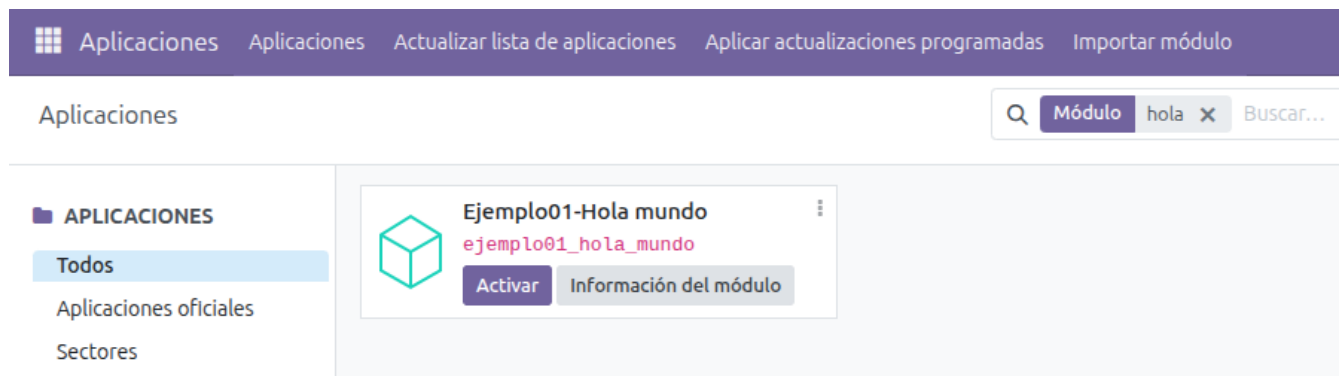 Aplicaciones Aplicaciones Actualizar lista de aplicaciones Aplicar actualizaciones programadas Importar módulo
Aplicaciones
Módulo hola Buscar...
APLICACIONES
Todos
Aplicaciones oficiales
Sectores
Ejemplo01-Hola mundo
ejemplo01_hola_mundo
Activar Información del módulo